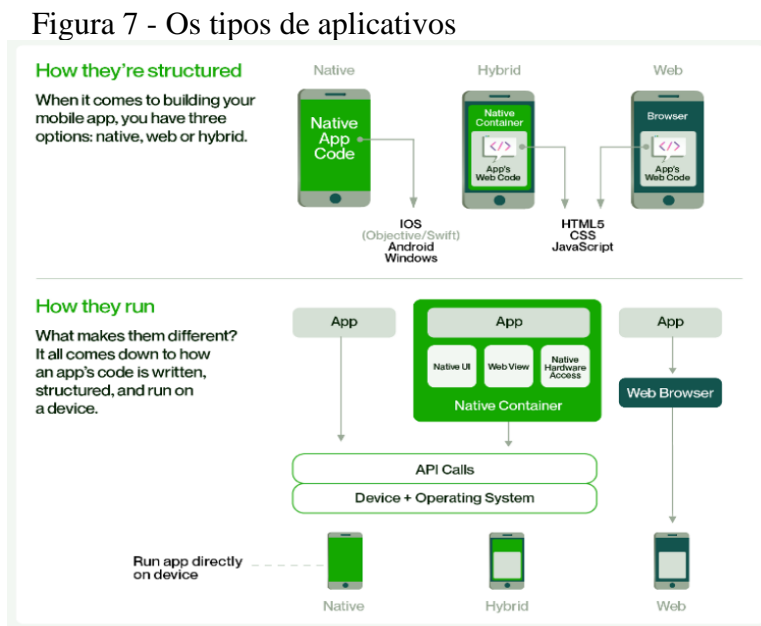 Figura 7 - Os tipos de aplicativos
How they're structured
When it comes to building your
mobile app, you have three
options: native, web or hybrid.
Native
Hybrid
Web
Native
App
Code
Native
Container
</>
App's
Web Code
Browser
</>
App's
Web Code
IOS
(Objective/Swift)
Android
Windows
HTML5
CSS
JavaScript
How they run
What makes them different?
It all comes down to how
an app's code is written,
structured, and run on
a device.
App
App
App
Native UI
Web View
Native
Hardware
Access
Native Container
Web Browser
API Calls
Device + Operating System
Run app directly
on device
Native
Hybrid
Web